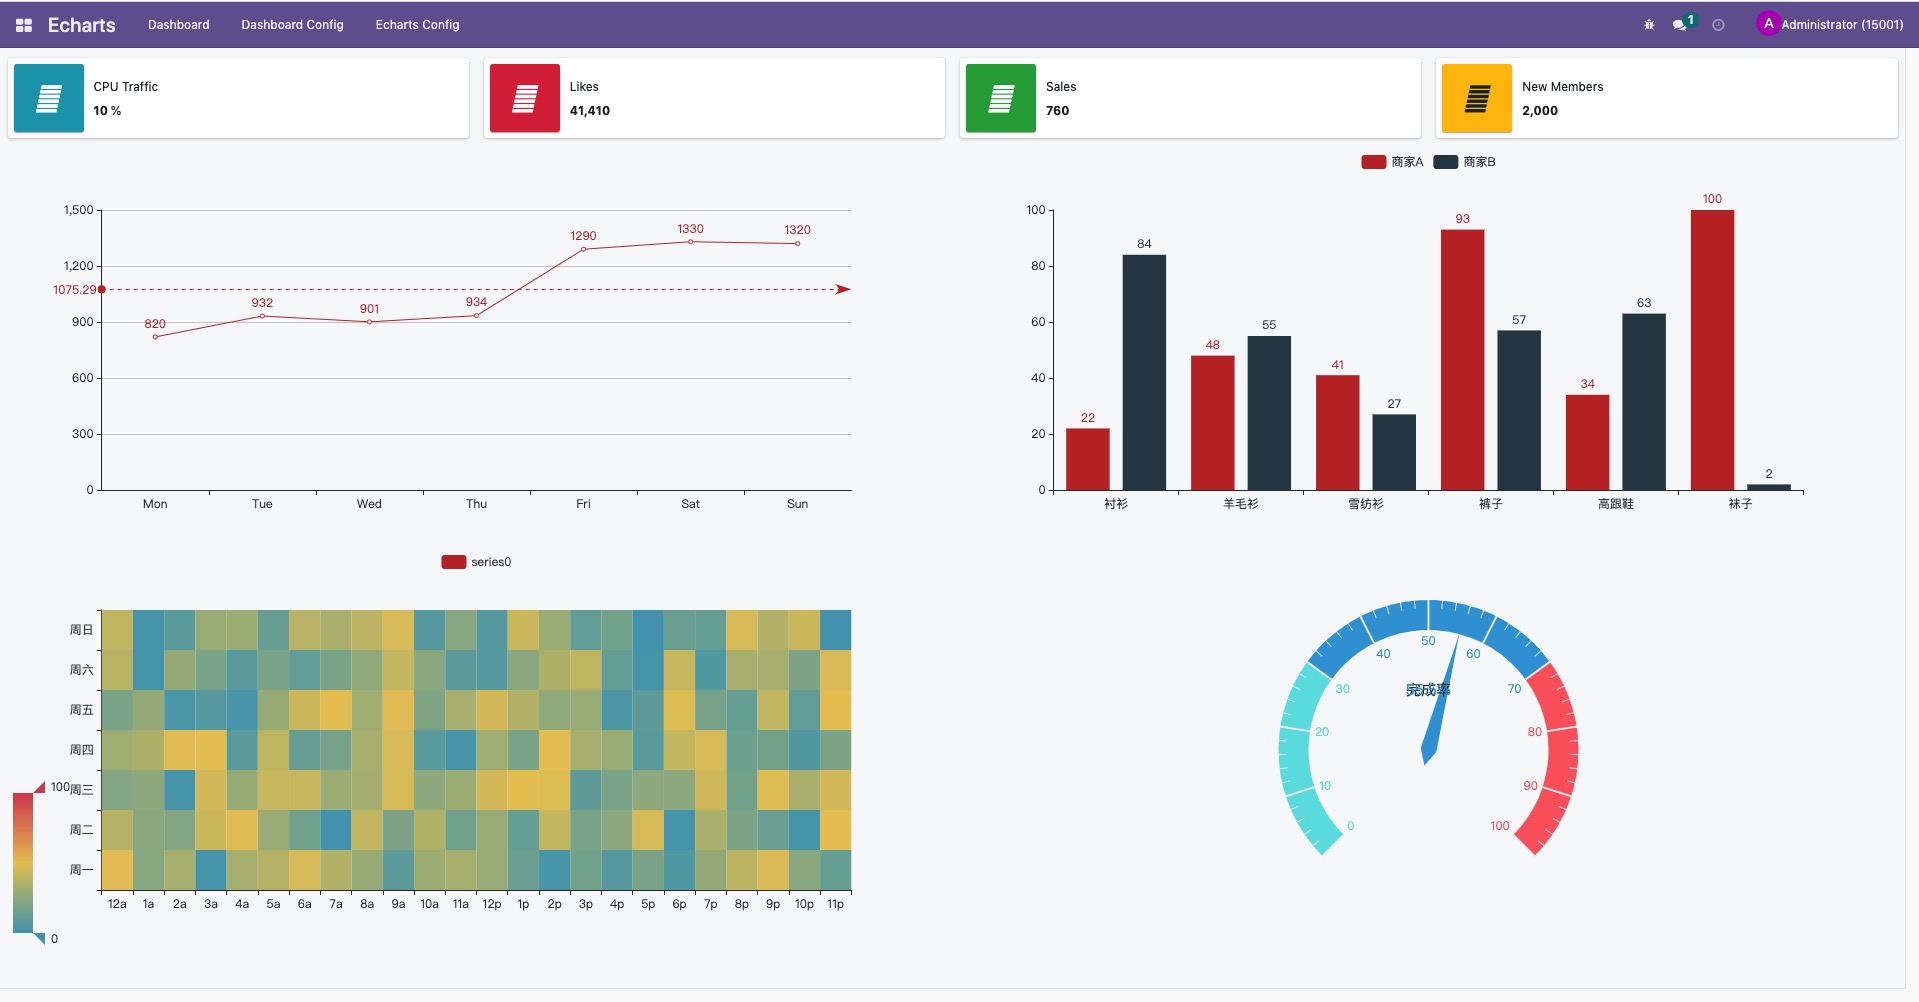 Echarts Dashboard Dashboard Config Echarts Config 1 A Administrator (15001)
CPU Traffic
10 %
Likes
41,410
Sales
760
New Members
2,000
1,500
1,200
1075.29
900
600
300
0
820
932
901
934
1290
1330
1320
Mon Tue Wed Thu Fri Sat Sun
商家A 商家B
100
80
60
40
20
0
22 84 48 55 41 27 93 57 34 63 100 2
衬衫 羊毛衫 雪纺衫 裤子 高跟鞋 袜子
series0
周日
周六
周五
周四
周三
周二
周一
100
0
12a 1a 2a 3a 4a 5a 6a 7a 8a 9a 10a 11a 12p 1p 2p 3p 4p 5p 6p 7p 8p 9p 10p 11p
0
10
20
30
40
50
60
70
80
90
100
完成率